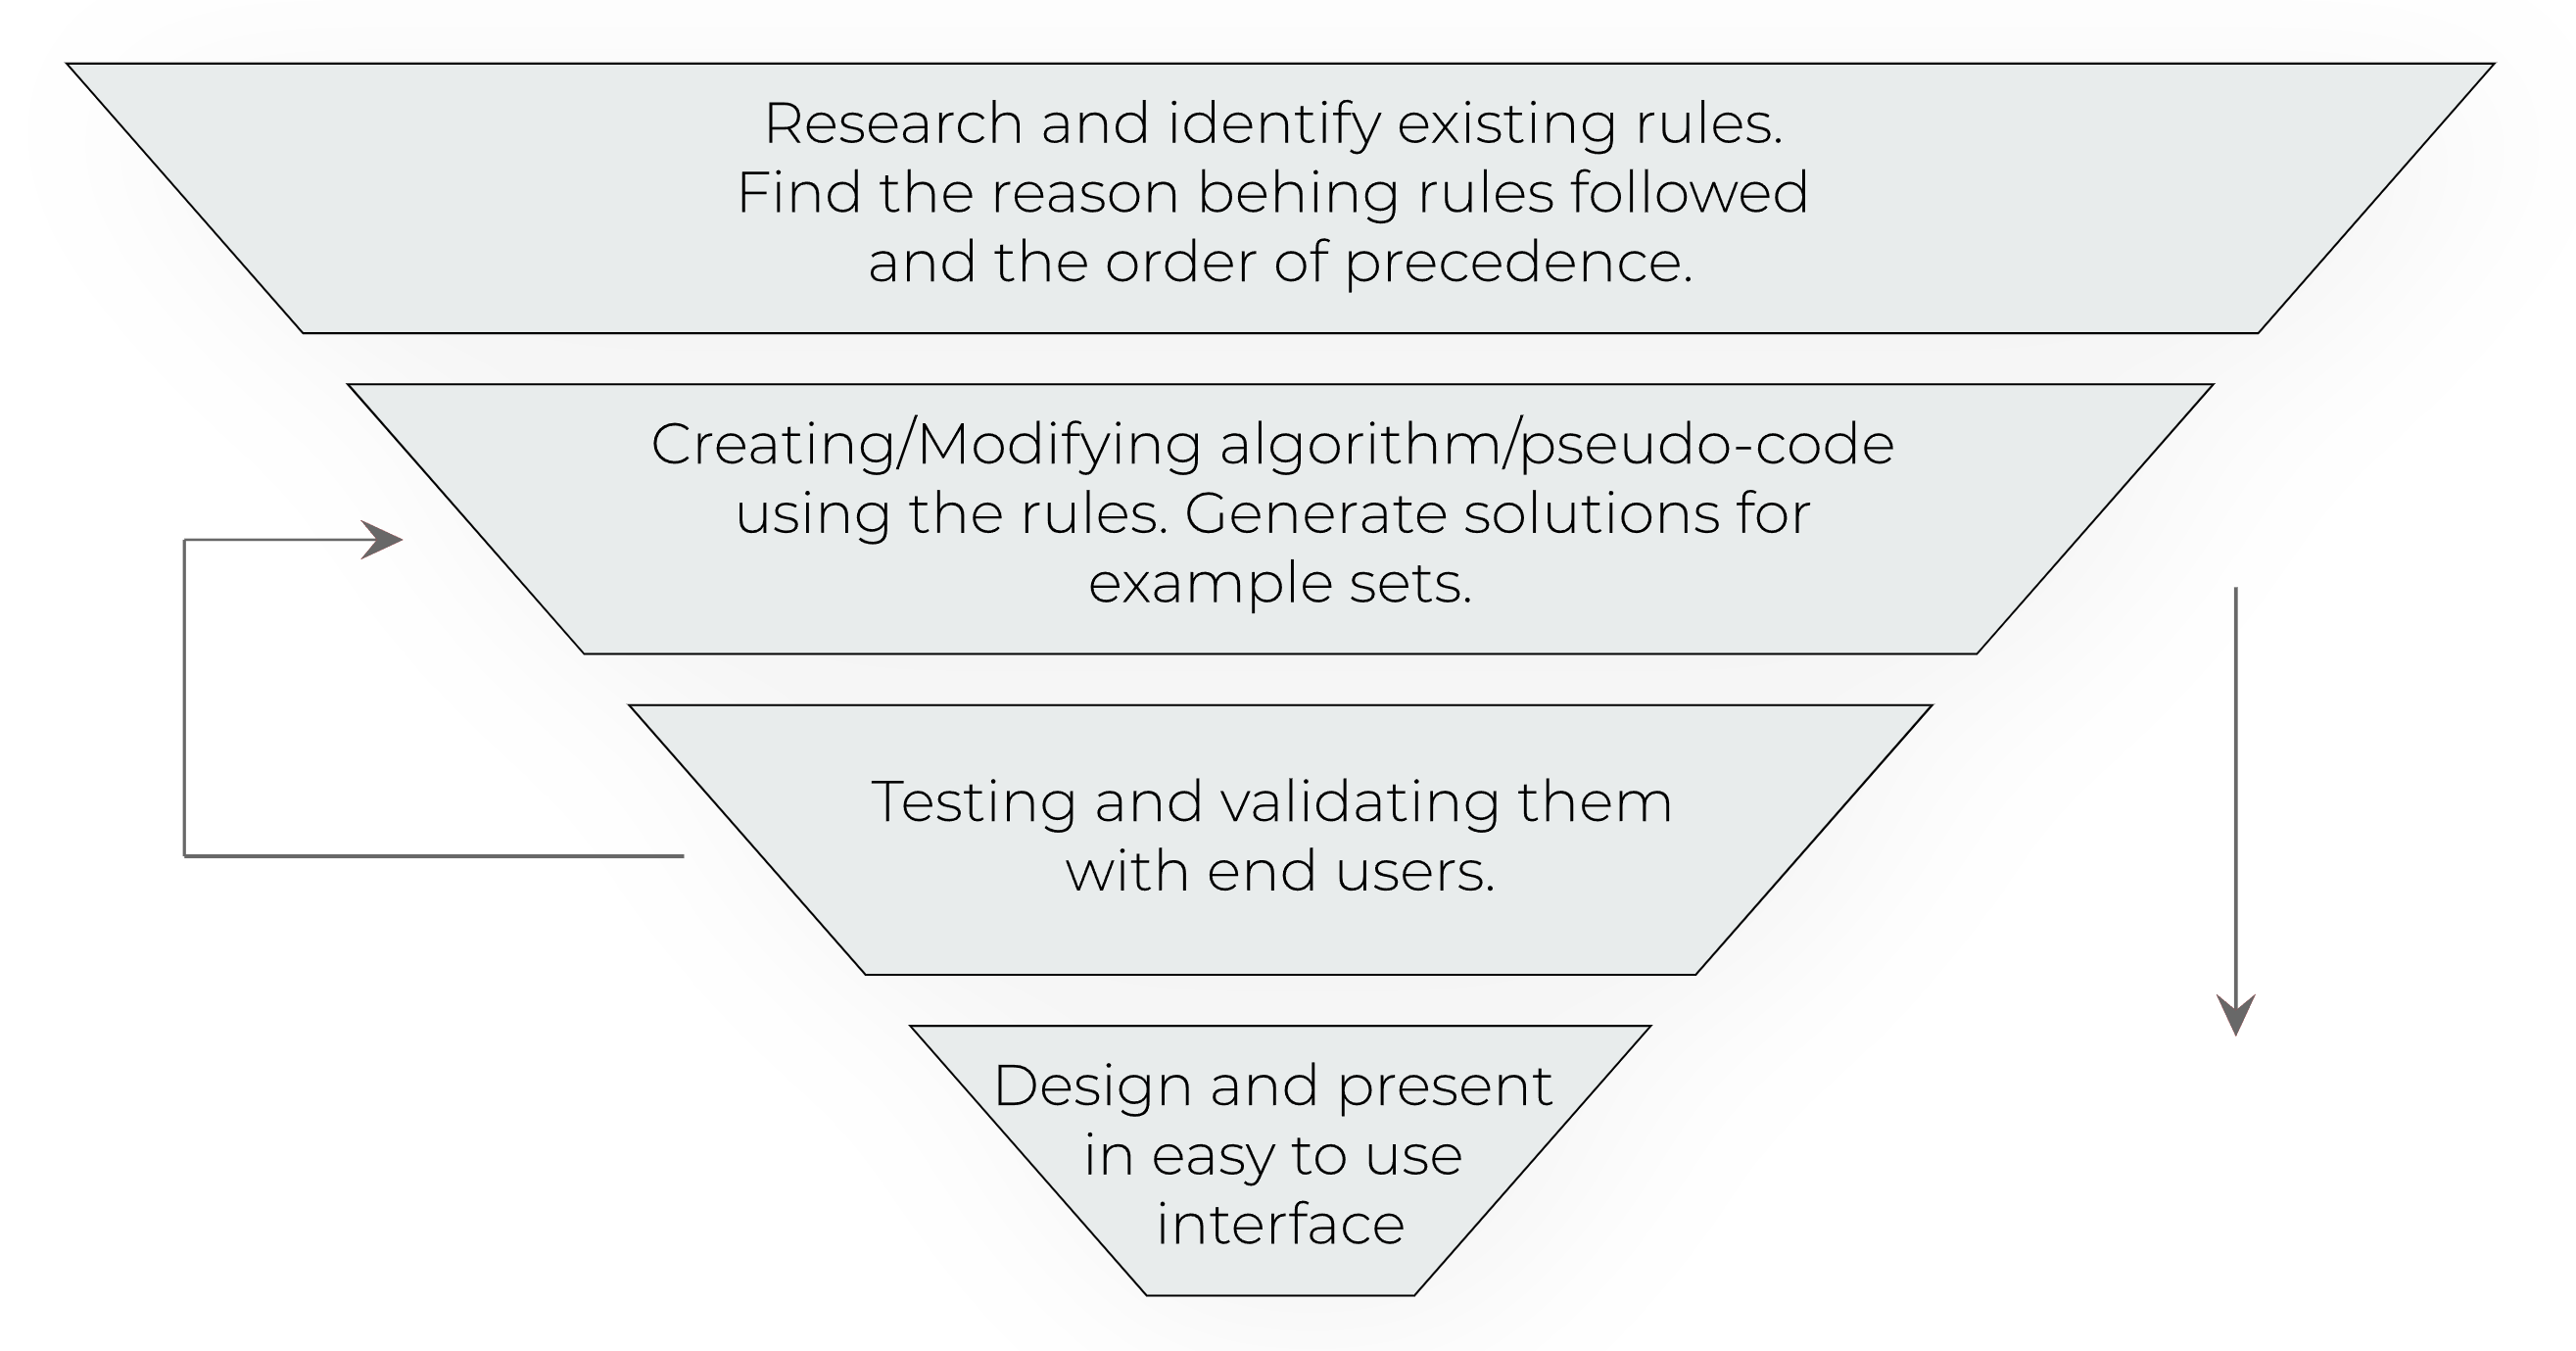 Research and identify existing rules.
Find the reason behing rules followed
and the order of precedence.
Creating/Modifying algorithm/pseudo-code
using the rules. Generate solutions for
example sets.
Testing and validating them
with end users.
Design and present
in easy to use
interface